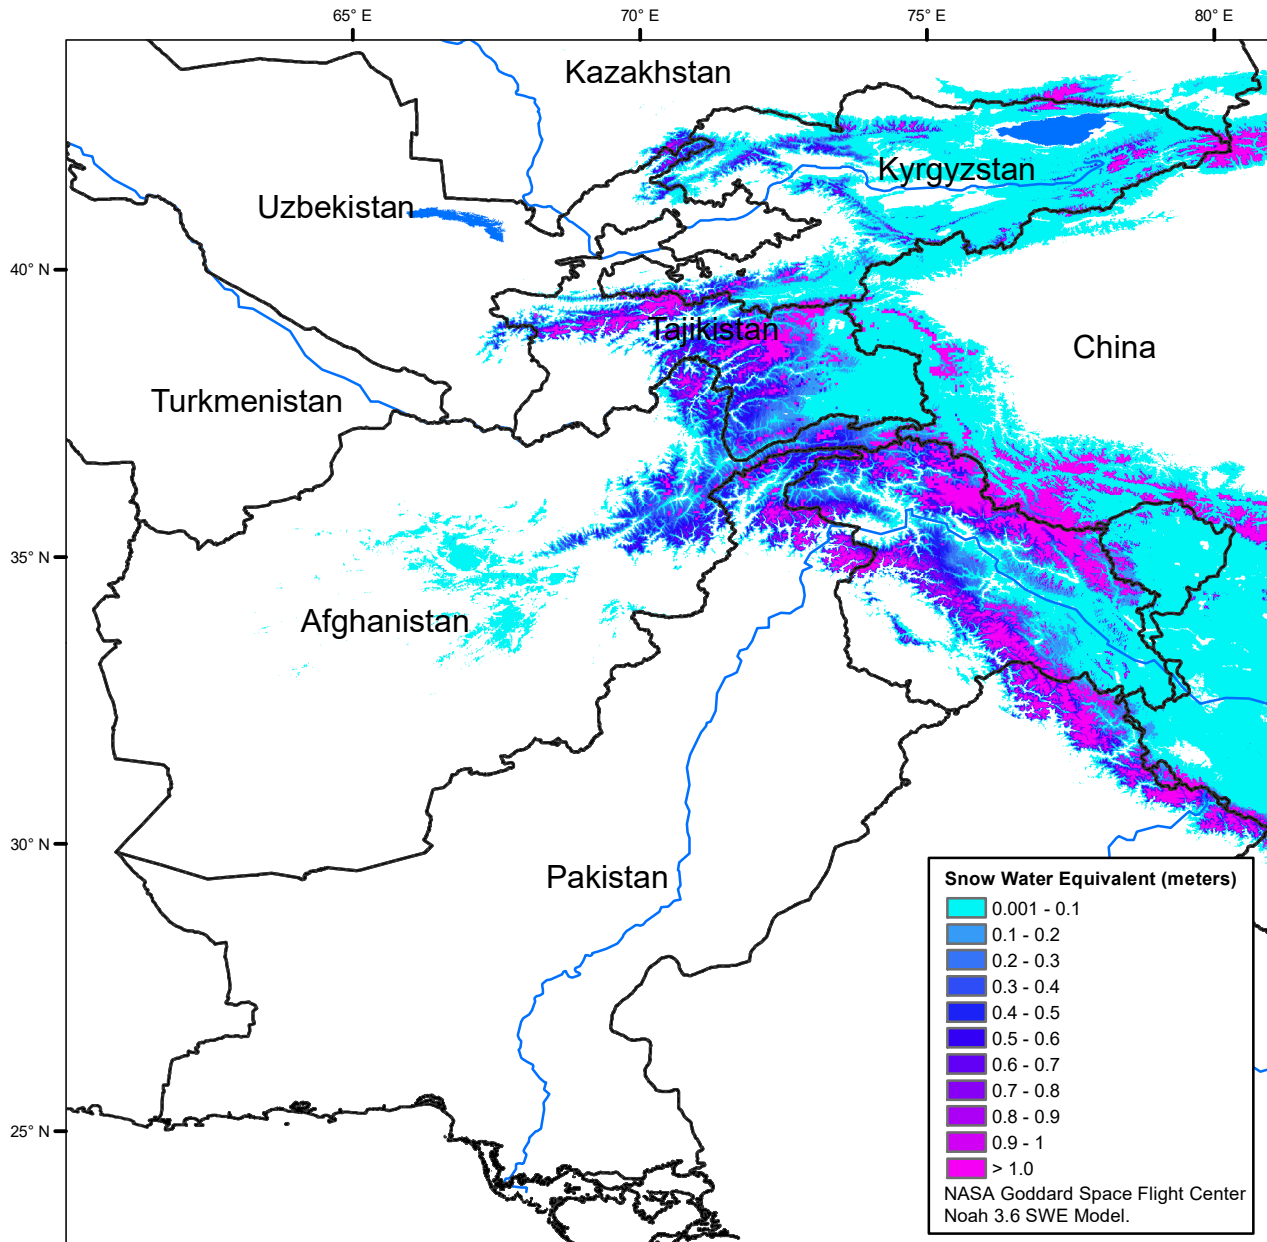 65° E
70° E
75° E
80° E
Kazakhstan
Kyrgyzstan
Uzbekistan
40° N
Tajikistan
China
Turkmenistan
35° N
Afghanistan
30° N
Pakistan
25° N
Snow Water Equivalent (meters)
0.001 - 0.1
0.1 - 0.2
0.2 - 0.3
0.3 - 0.4
0.4 - 0.5
0.5 - 0.6
0.6 - 0.7
0.7 - 0.8
0.8 - 0.9
0.9 - 1
> 1.0
NASA Goddard Space Flight Center
Noah 3.6 SWE Model.